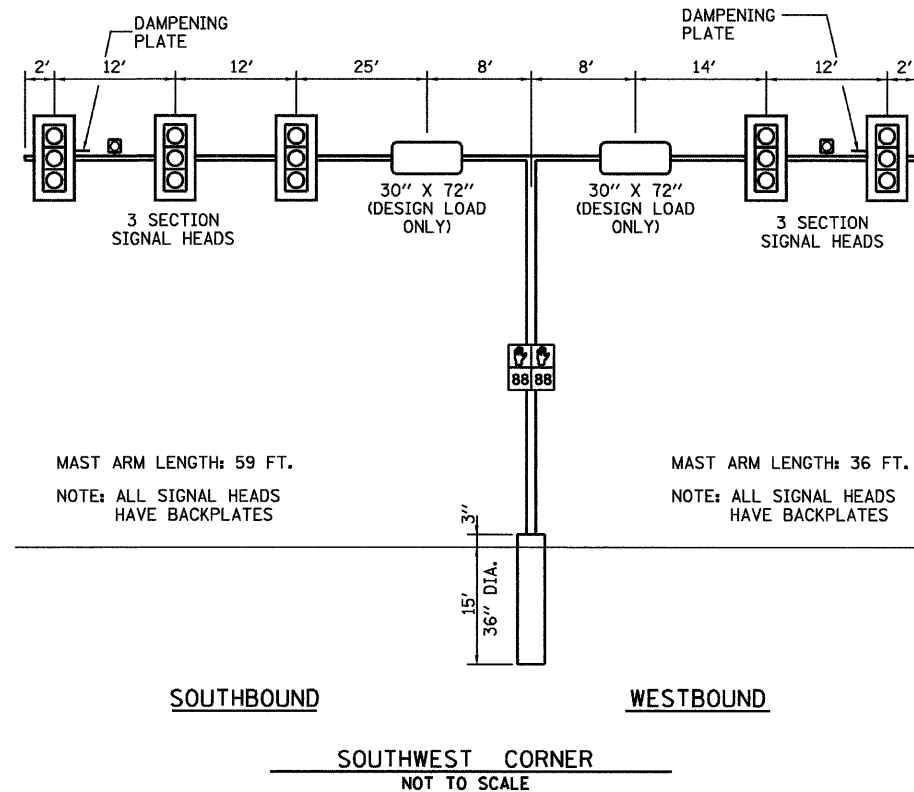 DAMPENING
PLATE
DAMPENING
PLATE
2' 12' 12' 25' 8' 8' 14' 12' 2'
30" X 72"
(DESIGN LOAD
ONLY)
30" X 72"
(DESIGN LOAD
ONLY)
3 SECTION
SIGNAL HEADS
3 SECTION
SIGNAL HEADS
88 88
MAST ARM LENGTH: 59 FT.
NOTE: ALL SIGNAL HEADS
HAVE BACKPLATES
MAST ARM LENGTH: 36 FT.
NOTE: ALL SIGNAL HEADS
HAVE BACKPLATES
3"
15'
36" DIA.
SOUTHBOUND
WESTBOUND
SOUTHWEST CORNER
NOT TO SCALE